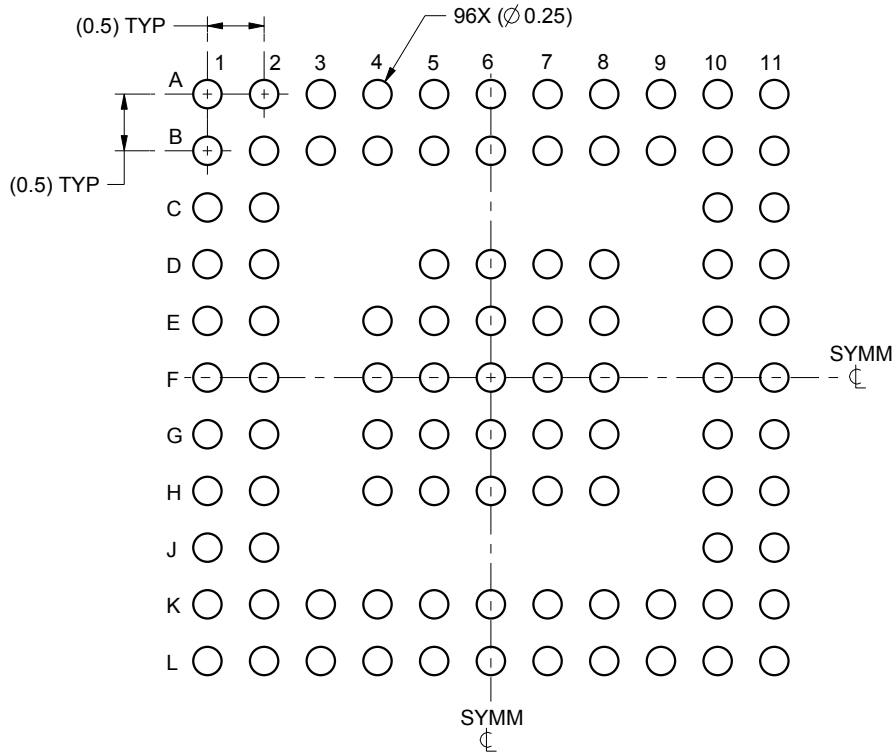 (0.5) TYP
96X (∅ 0.25)
1 2 3 4 5 6 7 8 9 10 11
A
B
(0.5) TYP
C
D
E
SYMM
F
℄
G
H
J
K
L
SYMM
℄